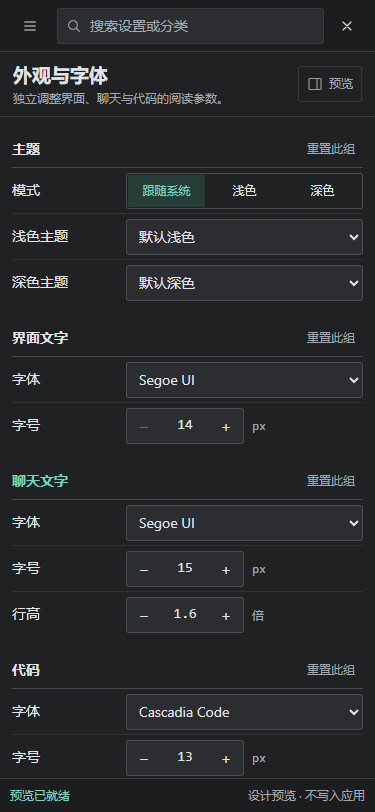 搜索设置或分类
外观与字体
独立调整界面、聊天与代码的阅读参数。
预览
主题 重置此组
模式 跟随系统 浅色 深色
浅色主题 默认浅色
深色主题 默认深色
界面文字 重置此组
字体 Segoe UI
字号 − 14 + px
聊天文字 重置此组
字体 Segoe UI
字号 − 15 + px
行高 − 1.6 + 倍
代码 重置此组
字体 Cascadia Code
字号 − 13 + px
预览已就绪 设计预览 · 不写入应用